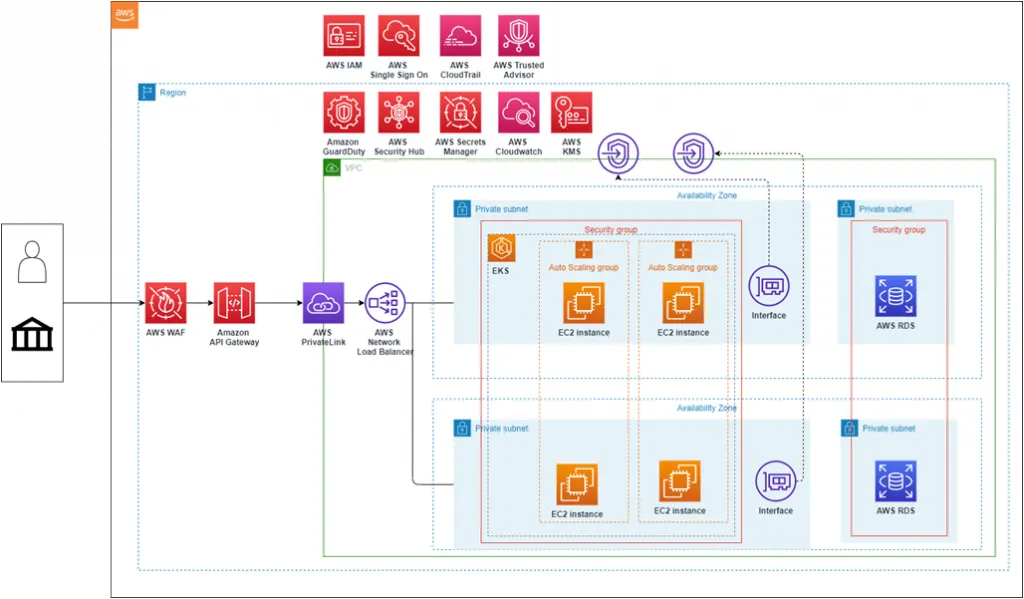 aws
AWS IAM
AWS
Single Sign On
AWS
CloudTrail
AWS Trusted
Advisor
Region
Amazon
GuardDuty
AWS
Security Hub
AWS Secrets
Manager
AWS
Cloudwatch
AWS
KMS
VPC
Availability Zone
Private subnet
Private subnet
Security group
Security group
EKS
Auto Scaling group
Auto Scaling group
EC2 instance
EC2 instance
Interface
AWS RDS
AWS WAF
Amazon
API Gateway
AWS
PrivateLink
AWS
Network
Load Balancer
Availability Zone
Private subnet
Private subnet
EC2 instance
EC2 instance
Interface
AWS RDS